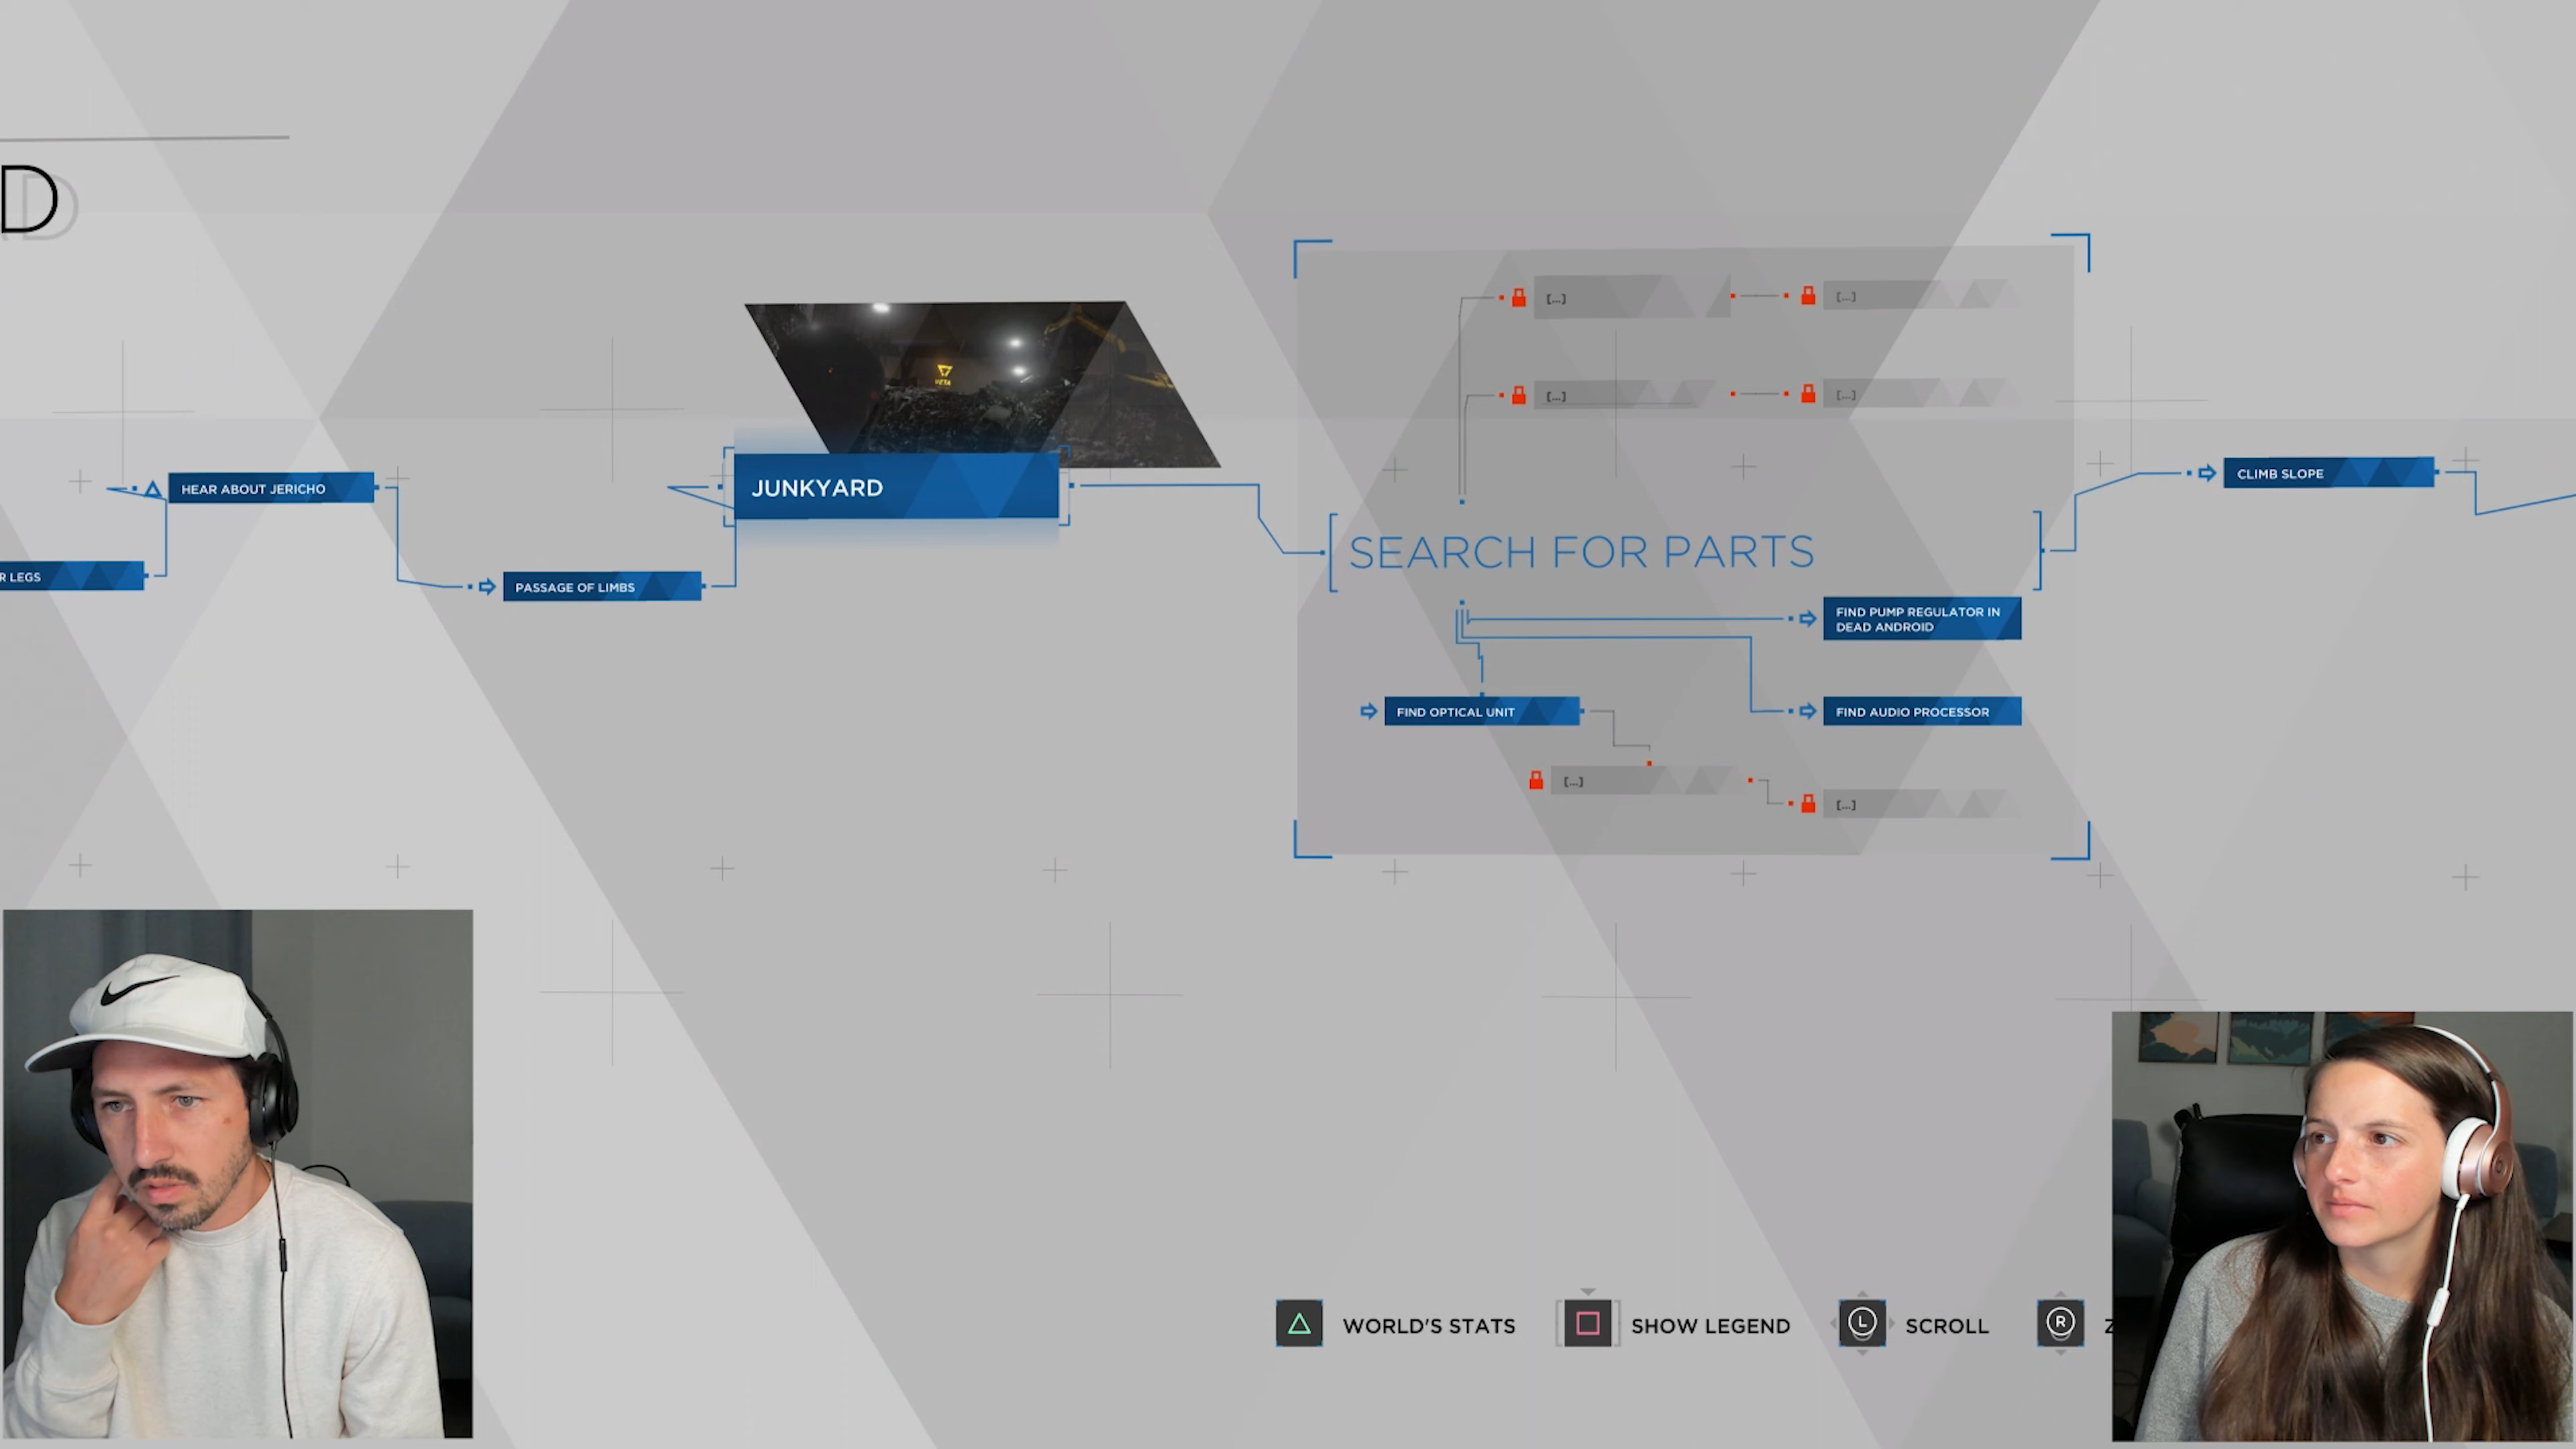 D
[...]
[...]
[...]
[...]
VETA
HEAR ABOUT JERICHO
JUNKYARD
CLIMB SLOPE
SEARCH FOR PARTS
R LEGS
PASSAGE OF LIMBS
FIND PUMP REGULATOR IN
DEAD ANDROID
FIND OPTICAL UNIT
FIND AUDIO PROCESSOR
[...]
[...]
WORLD'S STATS
SHOW LEGEND
L
SCROLL
R
Z